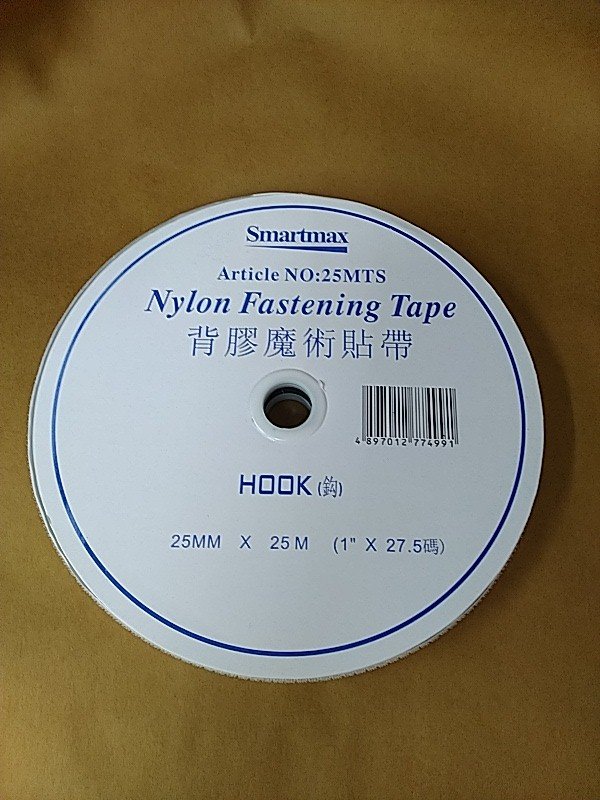 Smartmax
Article NO:25MTS
Nylon Fastening Tape
背膠魔術貼帶
4 897012 774991
HOOK (鈎)
25MM X 25M (1" X 27.5碼)